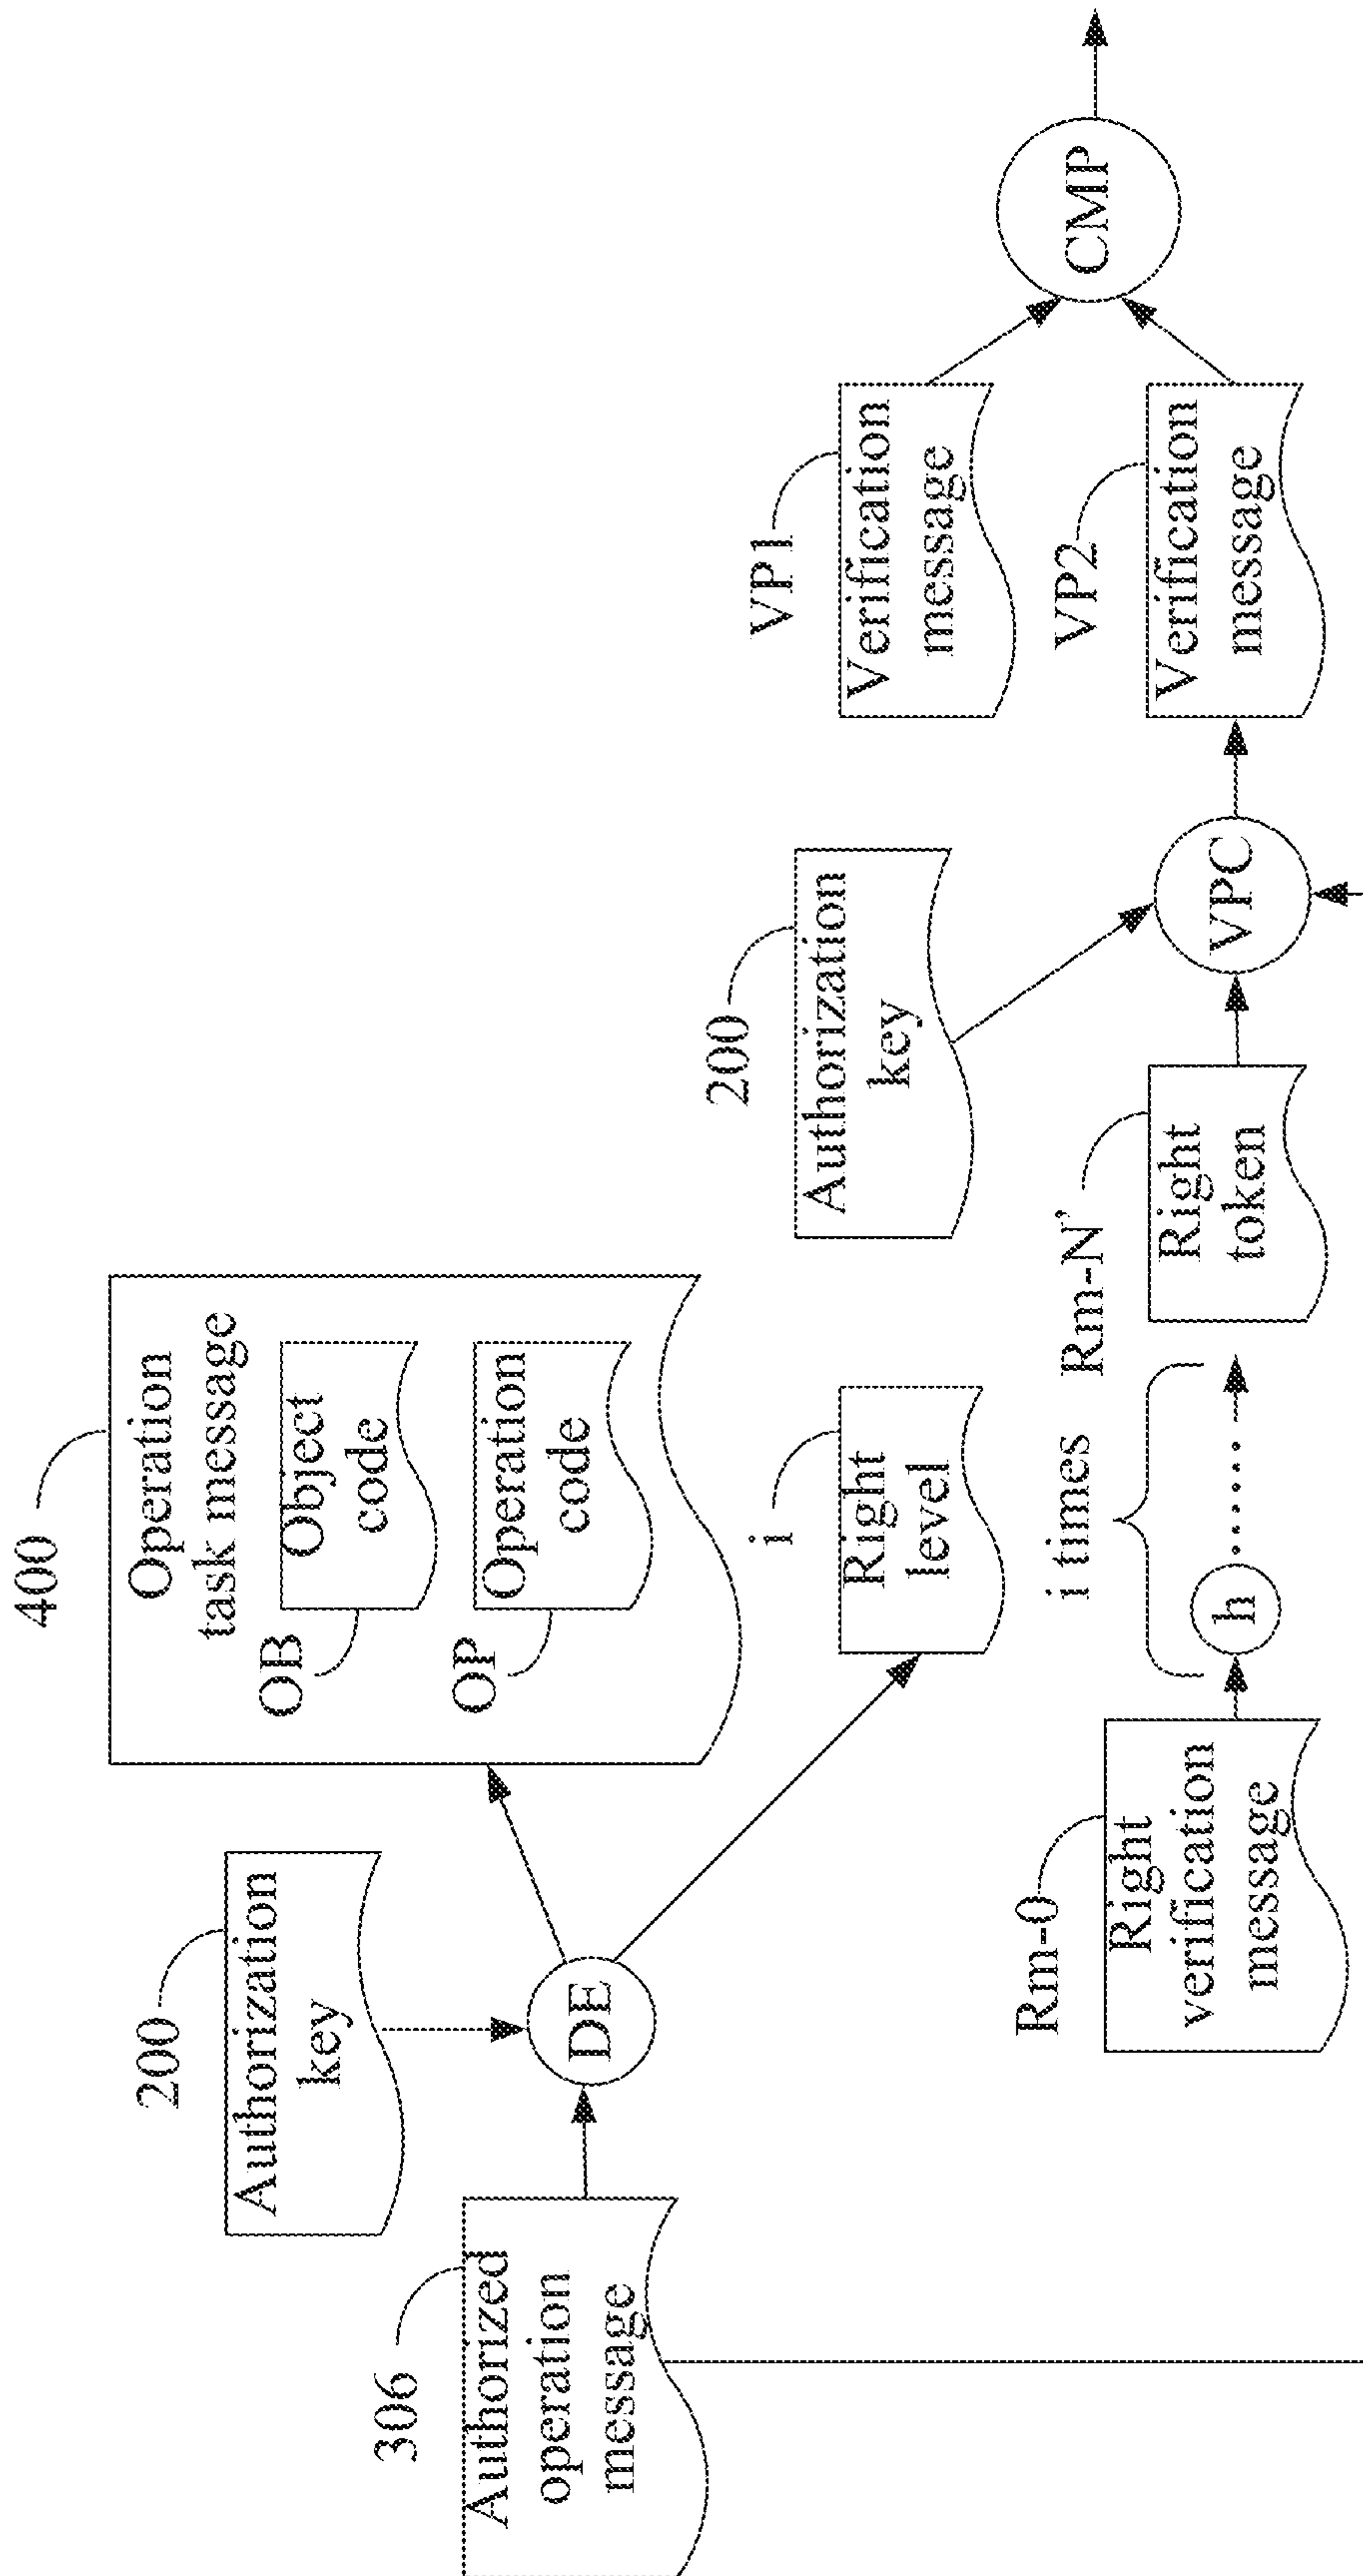 400
Operation
task message
OB
Object
code
OP
Operation
code
200
Authorization
key
306
Authorized
operation
message
DE
i
Right
level
200
Authorization
key
VP1
Verification
message
Rm-0
Right
verification
message
h
i times
Rm-N'
Right
token
VPC
VP2
Verification
message
CMP